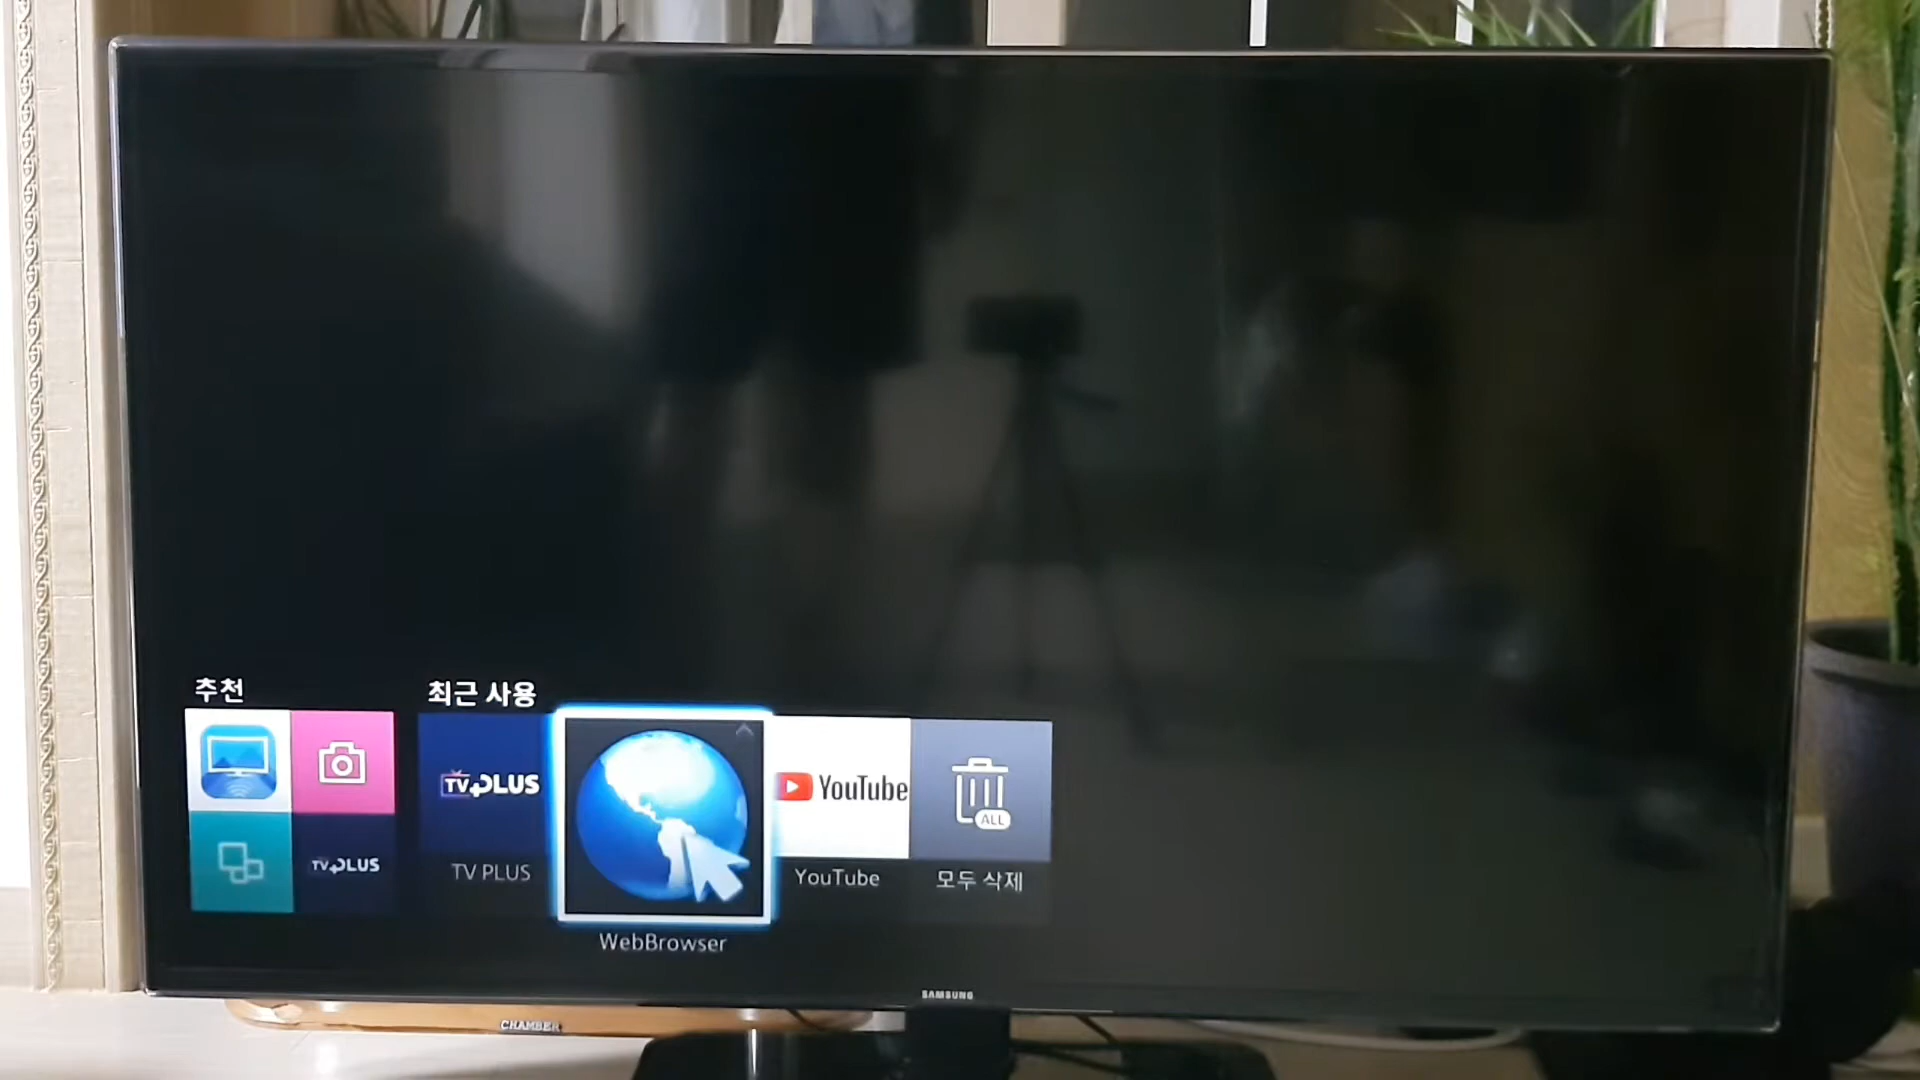 추천
최근 사용
TV PLUS
TV PLUS
TV PLUS
WebBrowser
YouTube
YouTube
ALL
모두 삭제
SAMSUNG
CHAMBER